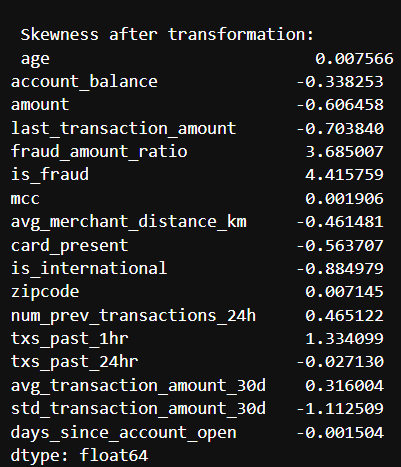 Skewness after transformation:
age 0.007566
account_balance -0.338253
amount -0.606458
last_transaction_amount -0.703840
fraud_amount_ratio 3.685007
is_fraud 4.415759
mcc 0.001906
avg_merchant_distance_km -0.461481
card_present -0.563707
is_international -0.884979
zipcode 0.007145
num_prev_transactions_24h 0.465122
txs_past_1hr 1.334099
txs_past_24hr -0.027130
avg_transaction_amount_30d 0.316004
std_transaction_amount_30d -1.112509
days_since_account_open -0.001504
dtype: float64